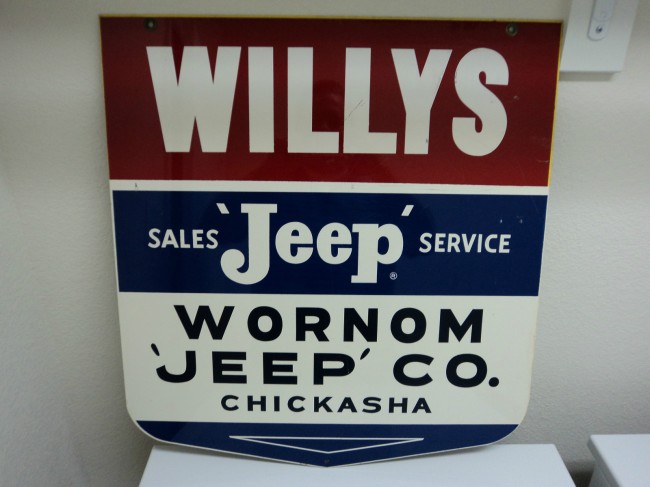 WILLYS
SALES 'Jeep' SERVICE
®
WORNOM
'JEEP' CO.
CHICKASHA